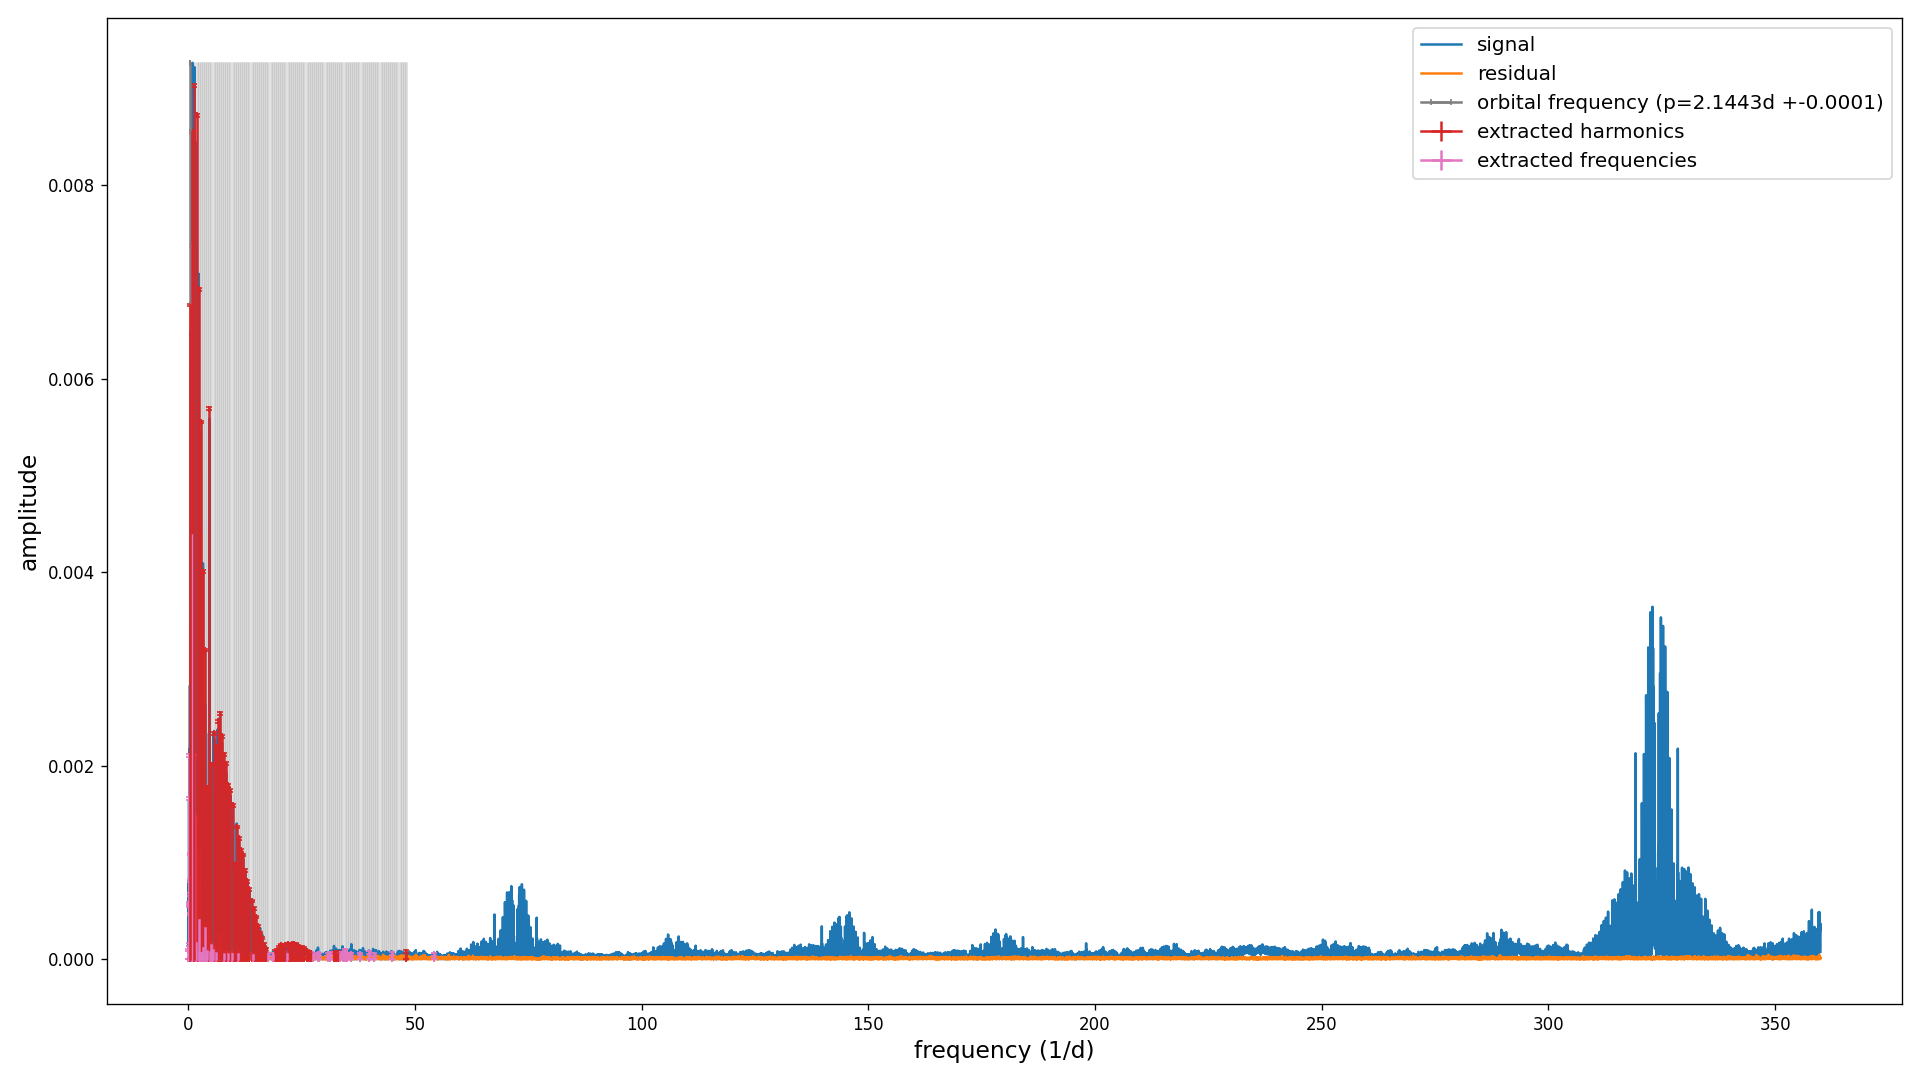 signal
residual
orbital frequency (p=2.1443d +-0.0001)
extracted harmonics
extracted frequencies
0.008
0.006
0.004
0.002
0.000
amplitude
0 50 100 150 200 250 300 350
frequency (1/d)